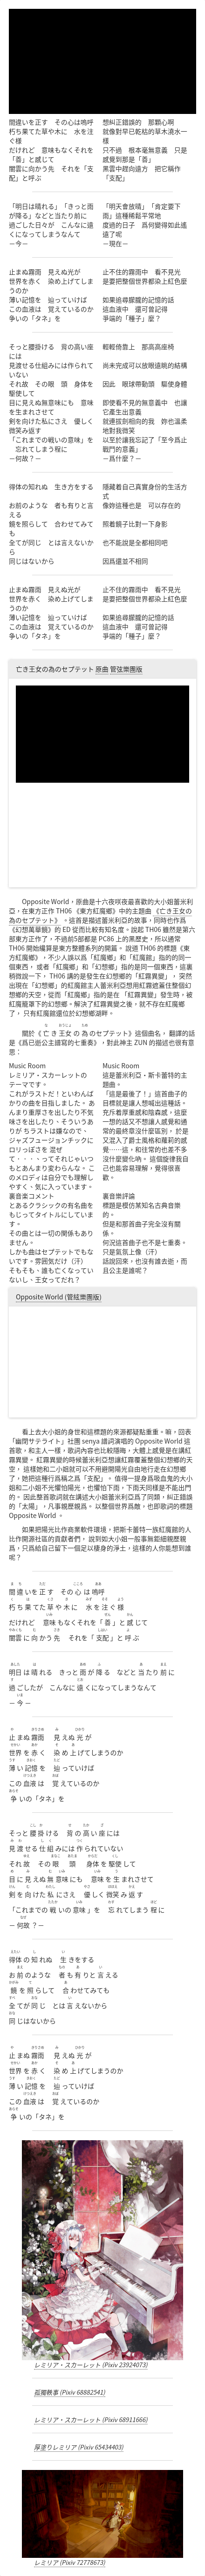 間違いを正す　その心は嗚呼
朽ち果てた草や木に　水を注
ぐ様
だけれど　意味もなくそれを
「善」と感じて
闇雲に向かう先　それを「支
配」と呼ぶ
想糾正錯誤的　那顆心啊
就像對早已乾枯的草木澆水一
樣
只不過　根本毫無意義　只是
感覺到那是「善」
黑雲中趕向遠方　把它稱作
「支配」
「明日は晴れる」「きっと雨
が降る」などと当たり前に
過ごした日々が　こんなに遠
くになってしまうなんて
－今－
「明天會放晴」「肯定要下
雨」這種稀鬆平常地
度過的日子　爲何變得如此遙
遠了呢
－現在－
止まぬ霧雨　見えぬ光が
世界を赤く　染め上げてしま
うのか
薄い記憶を　辿っていけば
この血液は　覚えているのか
争いの「タネ」を
止不住的霧雨中　看不見光
是要把整個世界都染上紅色麼
如果追尋朦朧的記憶的話
這血液中　還可曾記得
爭端的「種子」麼？
そっと腰掛ける　背の高い座
には
見渡せる仕組みには作られて
いない
それ故　その眼　頭　身体を
駆使して
目に見えぬ無意味にも　意味
を生まれさせて
剣を向けた私にさえ　優しく
微笑み返す
「これまでの戦いの意味」を
　忘れてしまう程に
－何故？－
輕輕倚靠上　那高高座椅
尚未完成可以放眼遠眺的結構
因此　眼球帶動頭　驅使身體
即使看不見的無意義中　也讓
它產生出意義
就連拔劍相向的我　妳也溫柔
地對我微笑
以至於讓我忘記了「至今爲止
戰鬥的意義」
－爲什麼？－
得体の知れぬ　生き方をする
お前のような　者も有りと言
える
鏡を照らして　合わせてみて
も
全てが同じ　とは言えないか
ら
同じはないから
隱藏着自己真實身份的生活方
式
像妳這種也是　可以存在的
照着鏡子比對一下身影
也不能說是全都相同吧
因爲還並不相同
止まぬ霧雨　見えぬ光が
世界を赤く　染め上げてしま
うのか
薄い記憶を　辿っていけば
この血液は　覚えているのか
争いの「タネ」を
止不住的霧雨中　看不見光
是要把整個世界都染上紅色麼
如果追尋朦朧的記憶的話
這血液中　還可曾記得
爭端的「種子」麼？
亡き王女の為のセプテット 原曲 管弦樂團版
Opposite World，原曲是十六夜咲夜最喜歡的大小姐蕾米利
亞，在東方正作 TH06 《東方紅魔鄉》中的主題曲 《亡き王女の
為のセプテット》 。這首是描述蕾米利亞的故事，同時也作爲
《幻想萬華鏡》的 ED 從而比較有知名度。說起 TH06 雖然是第六
部東方正作了，不過前5部都是 PC86 上的黑歷史，所以通常
TH06 開始纔算是東方整體系列的開篇。 說道 TH06 的標題《東
方紅魔鄉》，不少人誤以爲「紅魔鄉」和「紅魔館」指的的同一
個東西， 或者「紅魔鄉」和「幻想鄉」指的是同一個東西，這裏
稍微說一下， TH06 講的是發生在幻想鄉的「紅霧異變」，突然
出現在「幻想鄉」的紅魔館主人蕾米利亞想用紅霧遮蓋住整個幻
想鄉的天空，從而「紅魔鄉」指的是在「紅霧異變」發生時，被
紅魔籠罩下的幻想鄉。解決了紅霧異變之後，就不存在紅魔鄉
了， 只有紅魔館還位於幻想鄉湖畔。
關於《亡き王女の為のセプテット》這個曲名， 翻譯的話
是《爲已逝公主譜寫的七重奏》，對此神主 ZUN 的描述也很有意
思：
Music Room
レミリア・スカーレットの
テーマです。
これがラストだ！といわんば
かりの曲を目指しました・ あ
んまり重厚さを出したり不気
味さを出したり・ そういうあ
りが ちラストは嫌なので、
ジャズフュージョンチックに
ロリっぽさを 混ぜ
て‥‥・ってそれじゃいつ
もとあんまり変わらんな・ こ
のメロディは自分でも理解し
やすく・気に入っています。
裏音楽コメント
とあるクラシックの有名曲を
もじってタイトルにしていま
す。
その曲とは一切の関係もあり
ません。
しかも曲はセプテットでもな
いです。雰囲気だけ（汗）
そもそも・誰も亡くなってい
ないし・王女ってだれ？
Music Room
這是蕾米利亞・斯卡蕾特的主
題曲。
「這是最後了！」這首曲子的
目標就是讓人想喊出這種話。
充斥着厚重感和陰森感，這麼
一想的話又不想讓人感覺和通
常的最終章沒什麼區別， 於是
又混入了爵士風格和蘿莉的感
覺‥‥這，和往常的也差不多
沒什麼變化吶。 這個旋律我自
己也能容易理解，覺得很喜
歡。
裏音樂評論
標題是模仿某知名古典音樂
的。
但是和那首曲子完全沒有關
係。
何況這首曲子也不是七重奏。
只是氣氛上像（汗）
話說回來，也沒有誰去逝，而
且公主是誰呢？
Opposite World (管絃樂團版)
看上去大小姐的身世和這標題的來源都疑點重重。嘛，回表
「幽閉サテライト」社團 senya 譜詞演唱的 Opposite World 這
首歌，和主人一樣，歌詞內容也比較隱晦，大體上感覺是在講紅
霧異變。 紅霧異變的時候蕾米利亞想讓紅霧覆蓋整個幻想鄉的天
空， 這樣她和二小姐就可以不用避開陽光自由地行走在幻想鄉
了，她把這種行爲稱之爲「支配」。 值得一提身爲吸血鬼的大小
姐和二小姐不光懼怕陽光，也懼怕下雨，下雨天同樣是不能出門
的。 因此整首歌詞就在講述大小姐蕾米利亞爲了同類，糾正錯誤
的「太陽」，凡事親歷親爲， 以整個世界爲敵，也即歌詞的標題
Opposite World 。
如果把陽光比作商業軟件環境，把斯卡蕾特一族紅魔館的人
比作開源社區的貢獻者們， 說到如此大義凜然，凡事親歷親歷親
爲，只爲給自己留下一個足以棲身的淨土，這樣的人你能想到誰
呢？
間違いを正す　その心は嗚呼
朽ち果てた草や木に　水を注ぐ様
だけれど　意味もなくそれを「善」と感じて
闇雲に向かう先　それを「支配」と呼ぶ
明日は晴れる　きっと雨が降る　などと当たり前に
過ごしたが　こんなに遠くになってしまうなんて
－今－
止まぬ霧雨　見えぬ光が
世界を赤く　染め上げてしまうのか
薄い記憶を　辿っていけば
この血液は　覚えているのか
争いの「タネ」を
そっと腰掛ける　背の高い座には
見渡せる仕組みには作られていない
それ故　その眼　頭　身体を駆使して
目に見えぬ無意味にも　意味を生まれさせて
剣を向けた私にさえ　優しく微笑み返す
「これまでの戦いの意味」を　忘れてしまう程に
－何故？－
得体の知れぬ　生きをする
お前のような　者も有りと言える
鏡を照らして　合わせてみても
全てが同じ　とは言えないから
同じはないから
止まぬ霧雨　見えぬ光が
世界を赤く　染め上げてしまうのか
薄い記憶を　辿っていけば
この血液は　覚えているのか
争いの「タネ」を
レミリア・スカーレット (Pixiv 23924073)
孤獨執事 (Pixiv 68882541)
レミリア・スカーレット (Pixiv 68911666)
厚塗りレミリア (Pixiv 65434403)
レミリア (Pixiv 72778673)